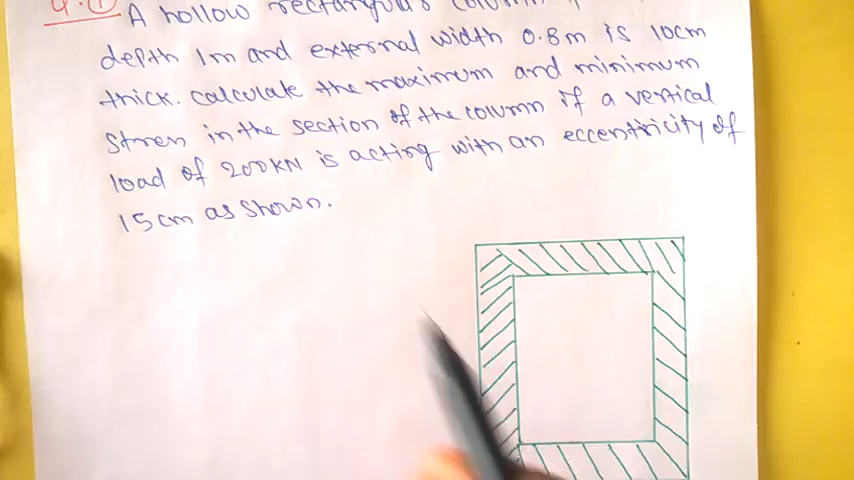 Q.①
A hollow rectangular column
depth 1m and external width 0.8m is 10cm
thick. calculate the maximum and minimum
stress in the section of the column if a vertical
load of 200KN is acting with an eccentricity of
15cm as shown.